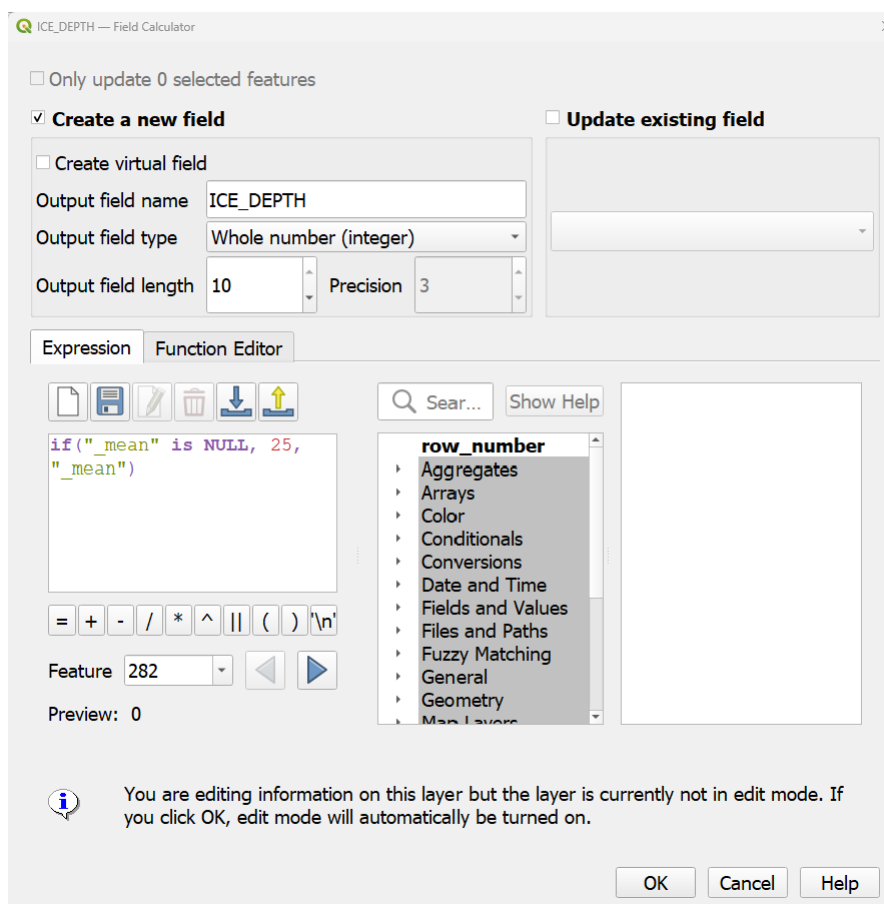 ICE_DEPTH — Field Calculator
Only update 0 selected features
Create a new field
Update existing field
Create virtual field
Output field name ICE_DEPTH
Output field type Whole number (integer)
Output field length 10 Precision 3
Expression Function Editor
Sear... Show Help
if("_mean" is NULL, 25,
"_mean")
row_number
Aggregates
Arrays
Color
Conditionals
Conversions
Date and Time
Fields and Values
Files and Paths
Fuzzy Matching
General
Geometry
Map Layers
= + - / * ^ || ( ) '\n'
Feature 282
Preview: 0
You are editing information on this layer but the layer is currently not in edit mode. If
you click OK, edit mode will automatically be turned on.
OK Cancel Help